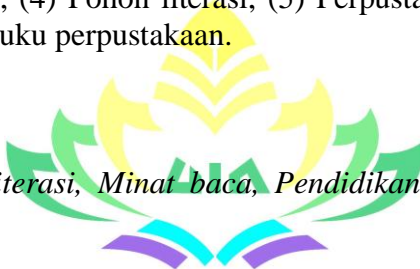 , (4) Pohon literasi, (5) Perpusta
uku perpustakaan.
iterasi, Minat baca, Pendidikan